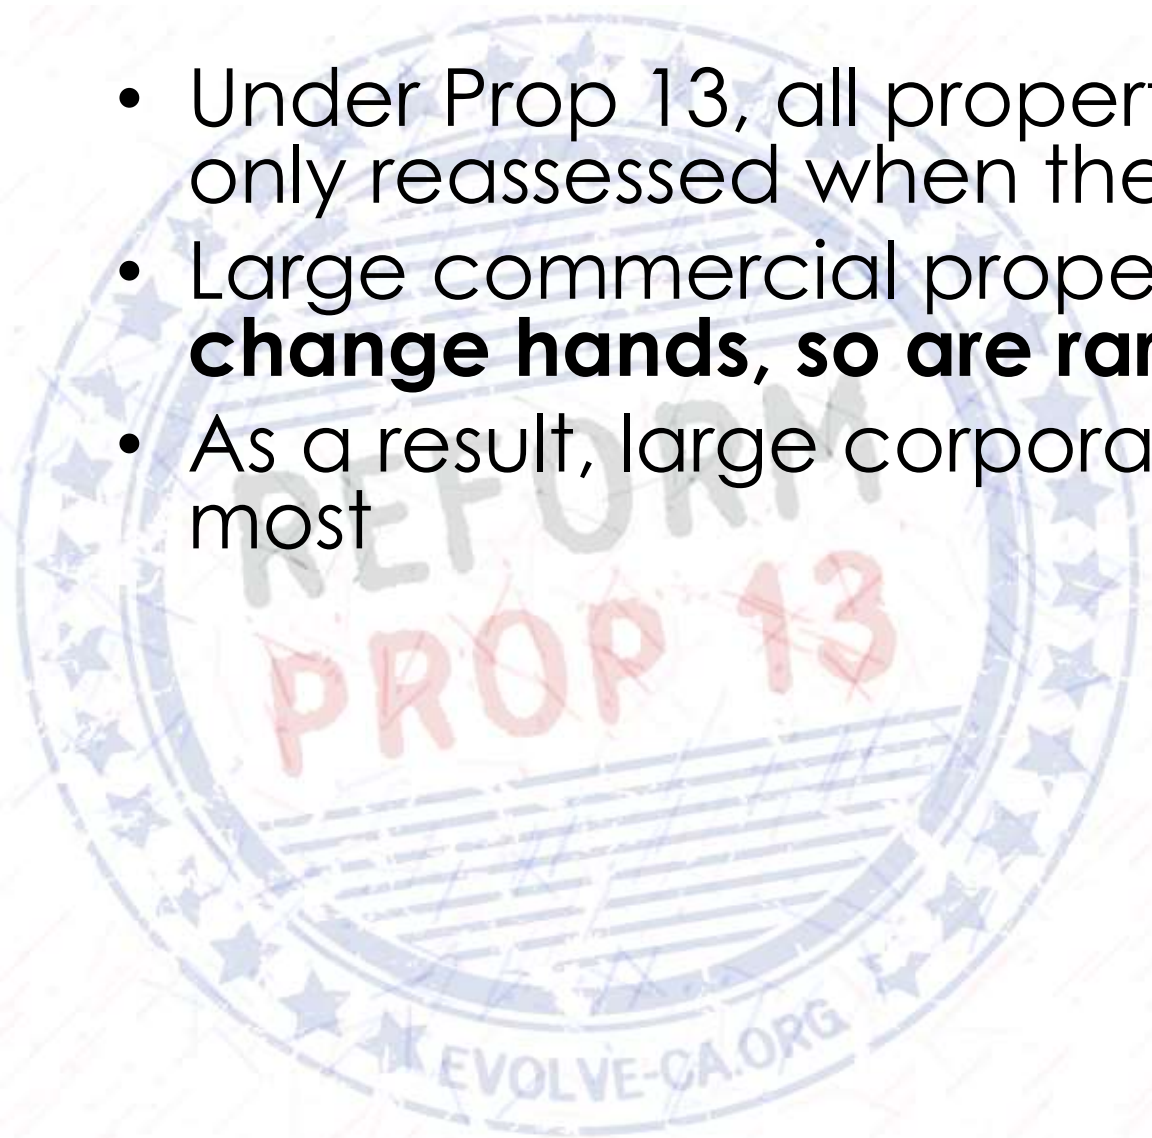 • Under Prop 13, all proper
only reassessed when the
• Large commercial prope
change hands, so are rar
• As a result, large corpora
most
REFORM
PROP 13
EVOLVE-CA.ORG